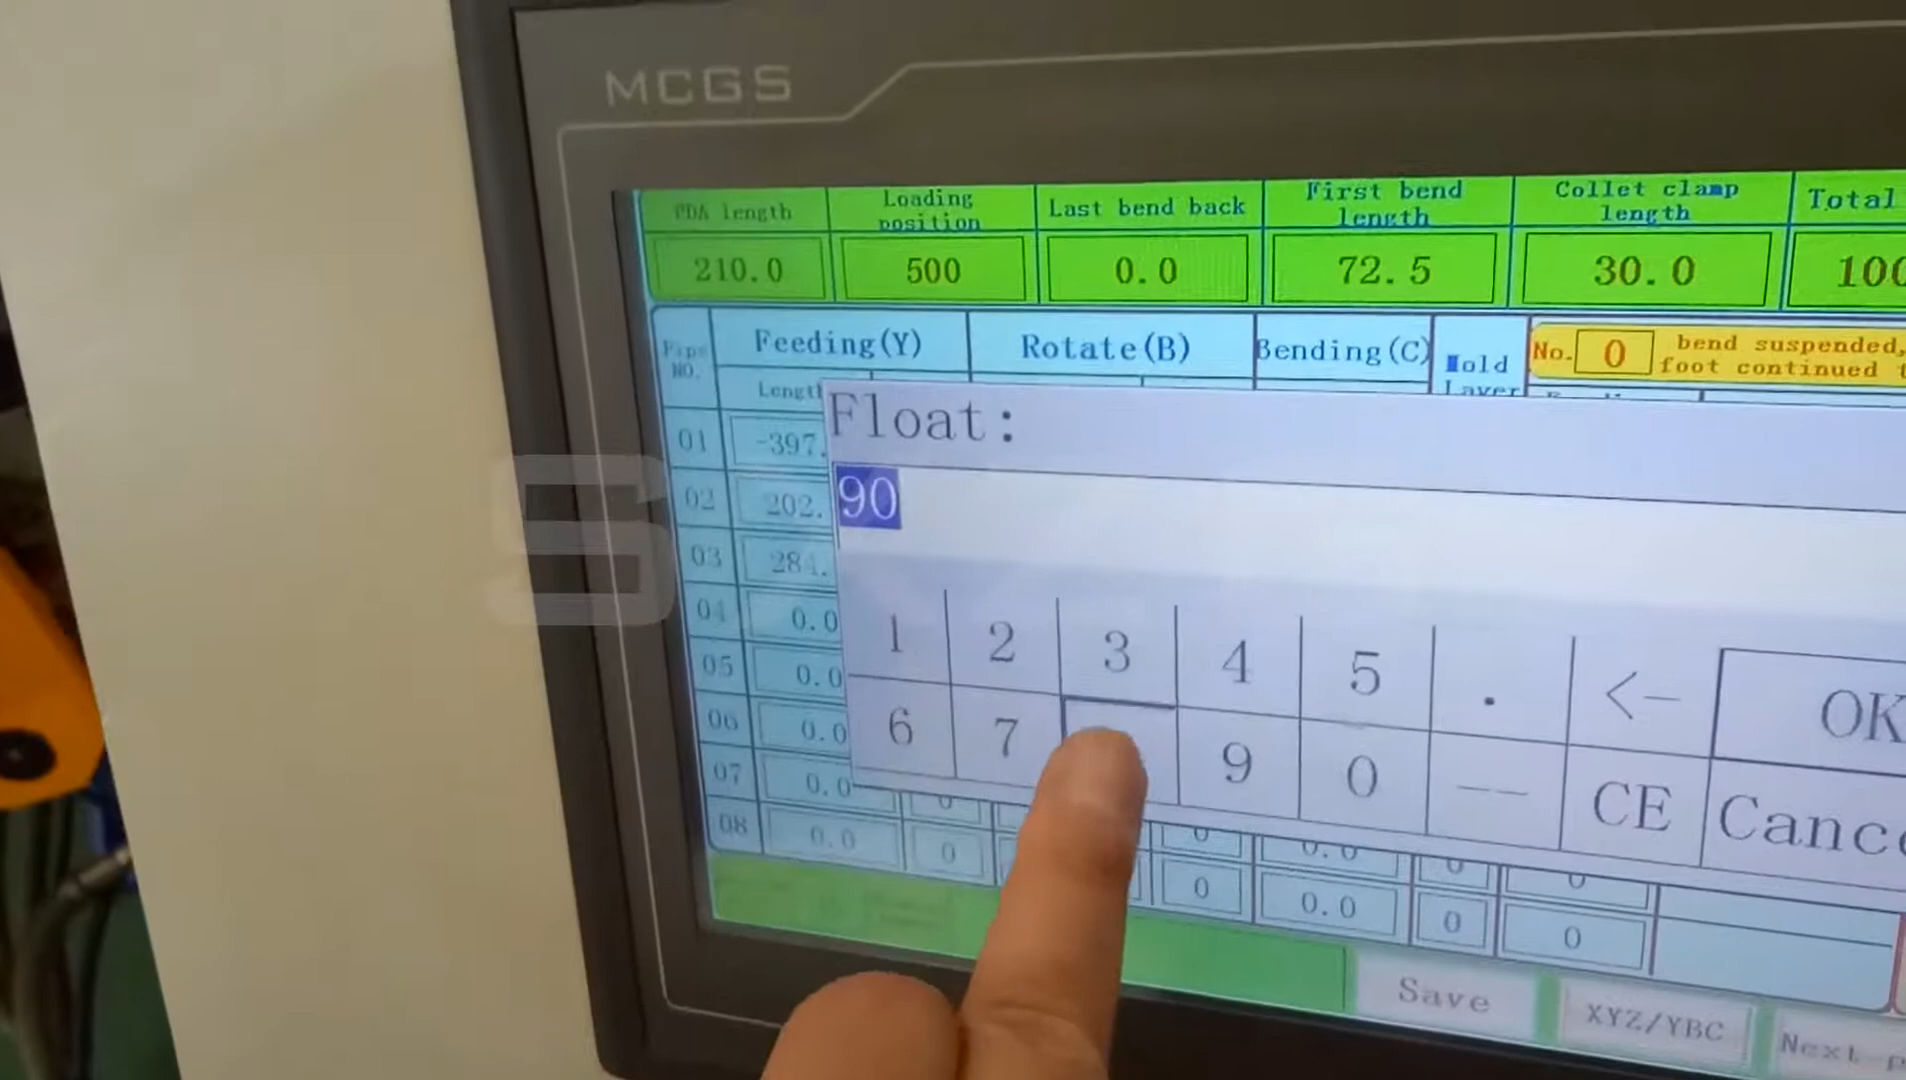 MCGS
PDA length
Loading position
Last bend back
First bend length
Collet clamp length
Total
210.0
500
0.0
72.5
30.0
100
Pipe NO.
Feeding(Y)
Rotate(B)
Bending(C)
Mold Layer
No. 0 bend suspended,
foot continued
Length
Float:
90
01 -397.
02 202.
03 284.
04 0.0
05 0.0
06 0.0
07 0.0 0
08 0.0 0
1 2 3 4 5 . <- OK
6 7 9 0 — CE Cance
0 0.0 0 0
0 0.0 0 0
Save
XYZ/YBC
Next